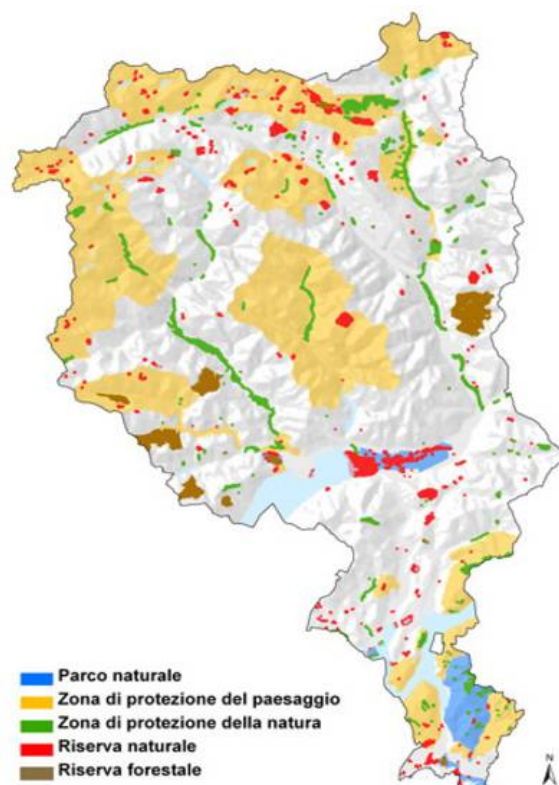 Parco naturale
Zona di protezione del paesaggio
Zona di protezione della natura
Riserva naturale
Riserva forestale
N